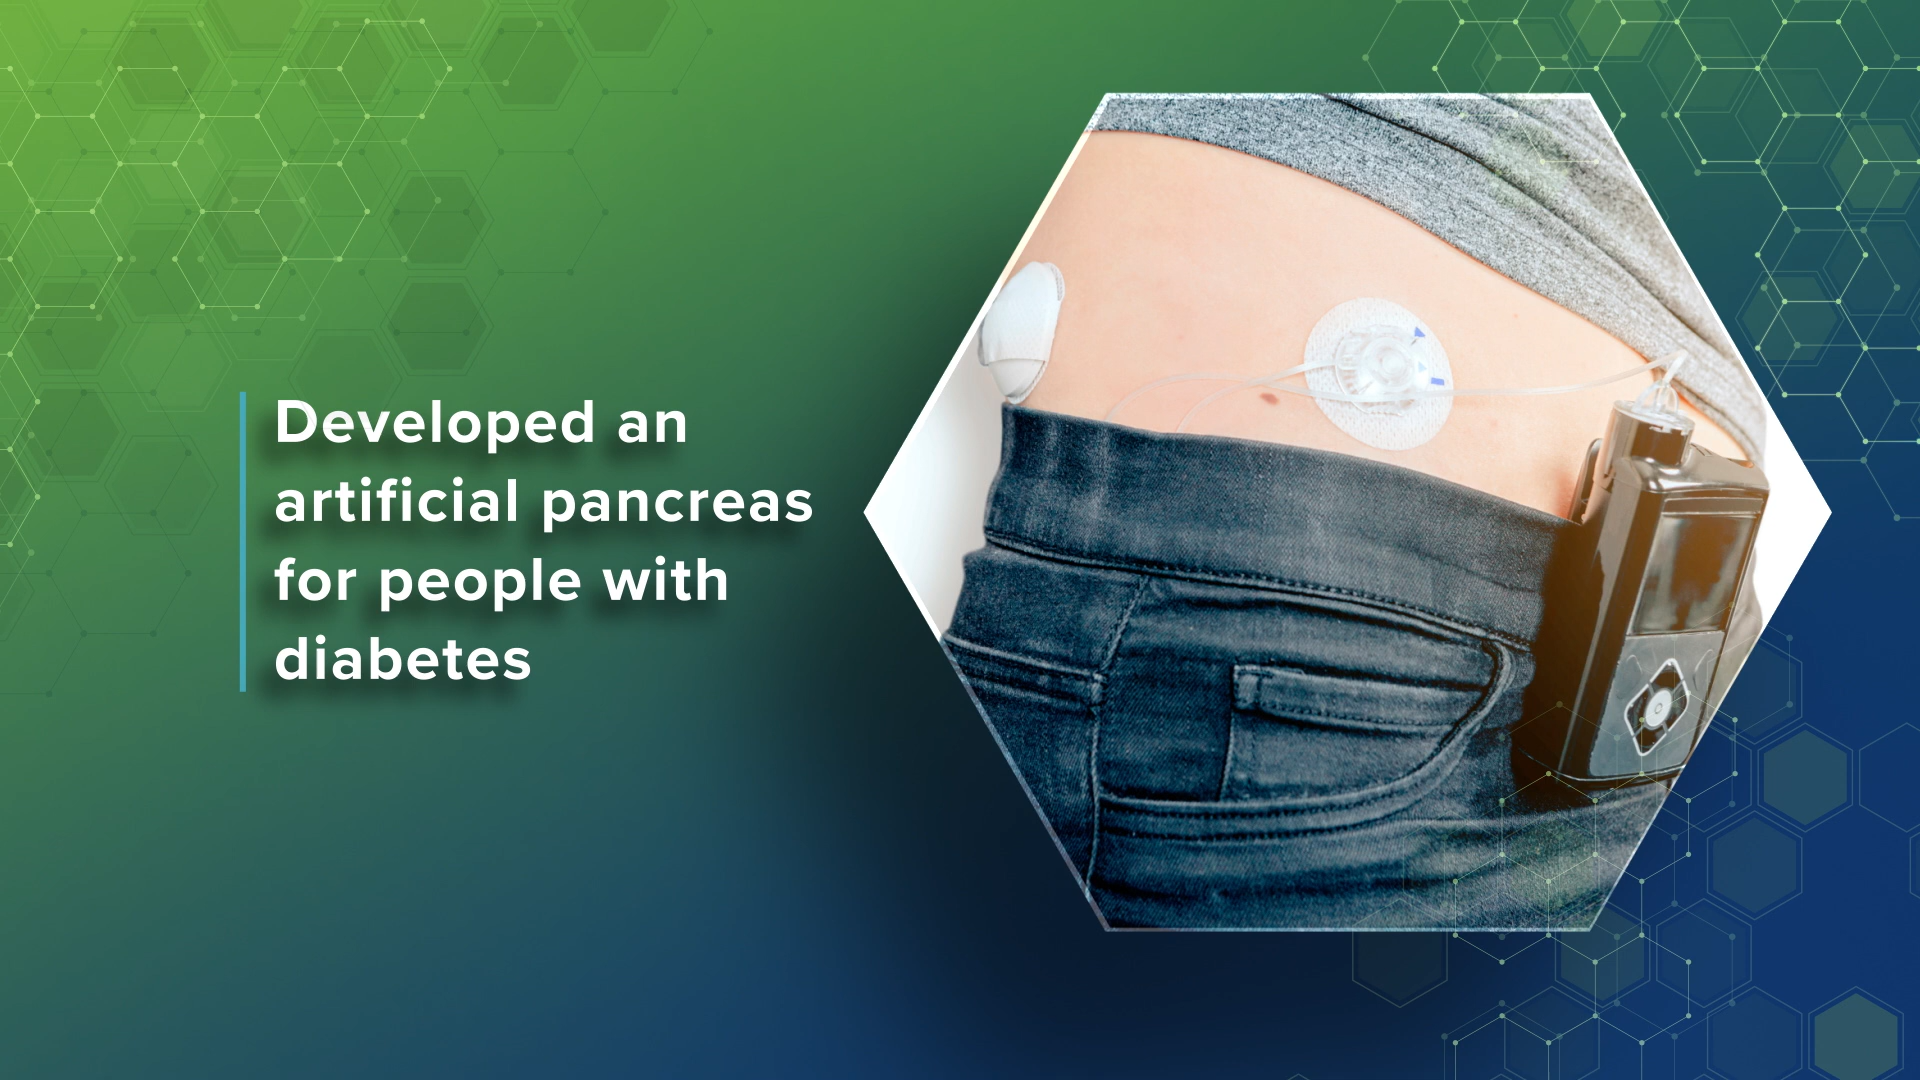 Developed an
artificial pancreas
for people with
diabetes